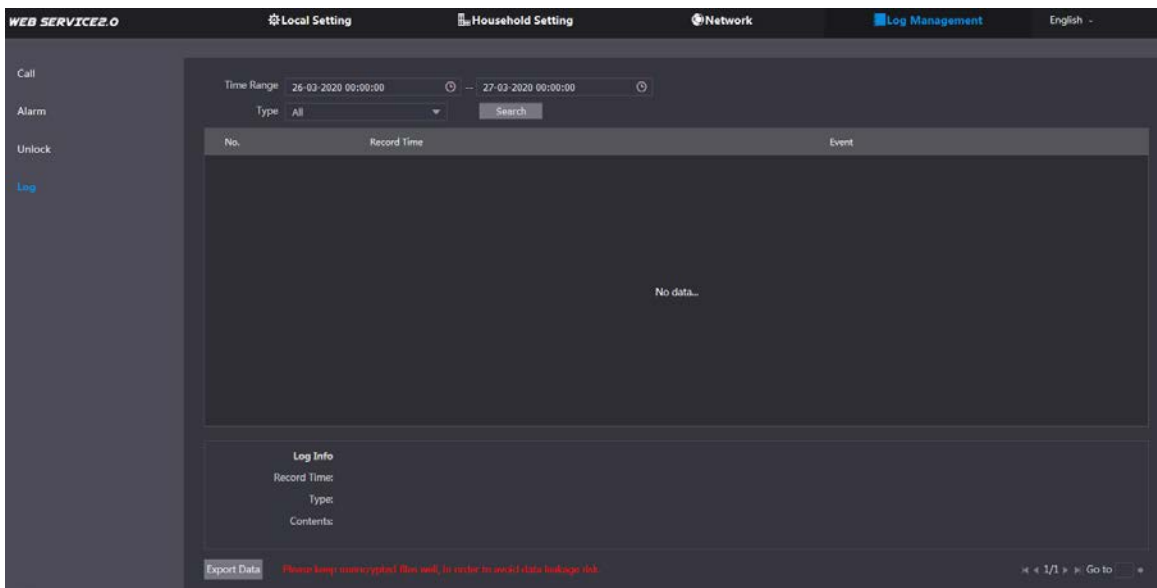 WEB SERVICE2.0 Local Setting Household Setting Network Log Management English
Call
Alarm
Unlock
Log
Time Range 26-03-2020 00:00:00 -- 27-03-2020 00:00:00
Type All Search
No. Record Time Event
No data...
Log Info
Record Time:
Type:
Contents:
Export Data Please keep unencrypted files well, in order to avoid data leakage risk. 1/1 Go to